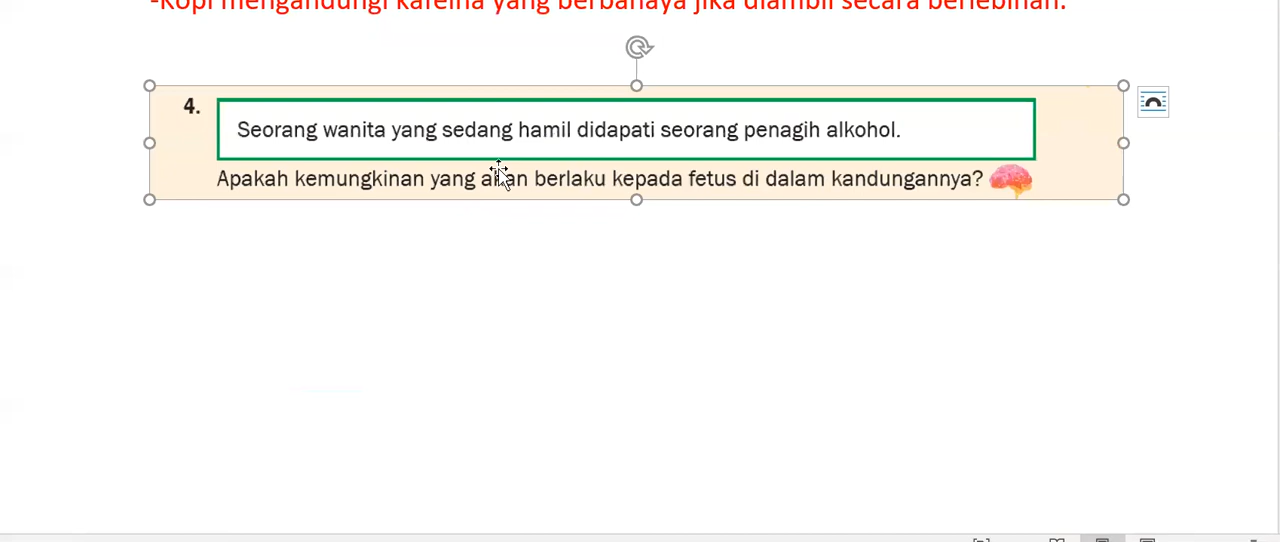 -Kopi mengandungi kafeina yang berbahaya jika diambil secara berlebihan.
4.
Seorang wanita yang sedang hamil didapati seorang penagih alkohol.
Apakah kemungkinan yang akan berlaku kepada fetus di dalam kandungannya?